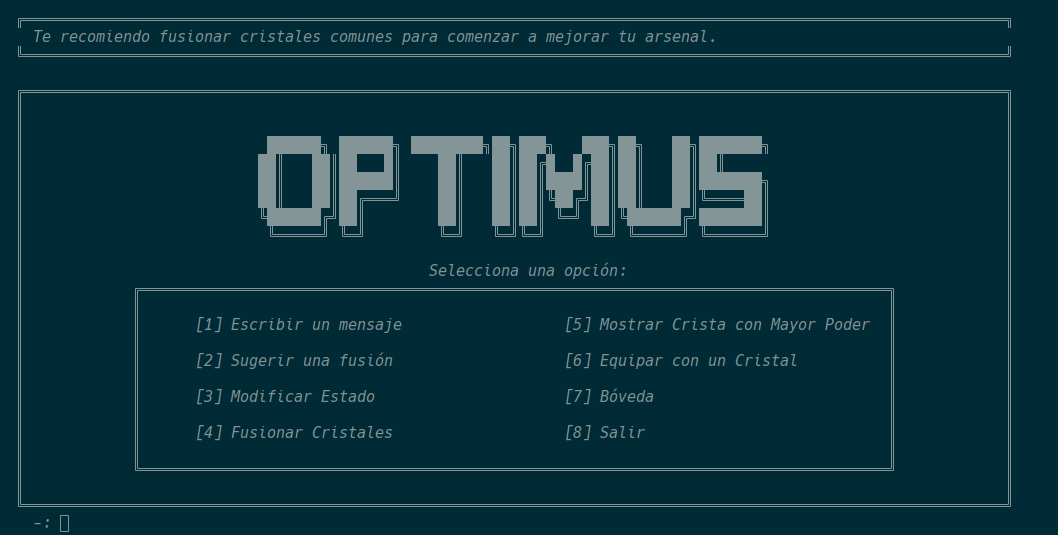 Te recomiendo fusionar cristales comunes para comenzar a mejorar tu arsenal.
OPTIMUS
Selecciona una opción:
[1] Escribir un mensaje
[2] Sugerir una fusión
[3] Modificar Estado
[4] Fusionar Cristales
[5] Mostrar Crista con Mayor Poder
[6] Equipar con un Cristal
[7] Bóveda
[8] Salir
~: